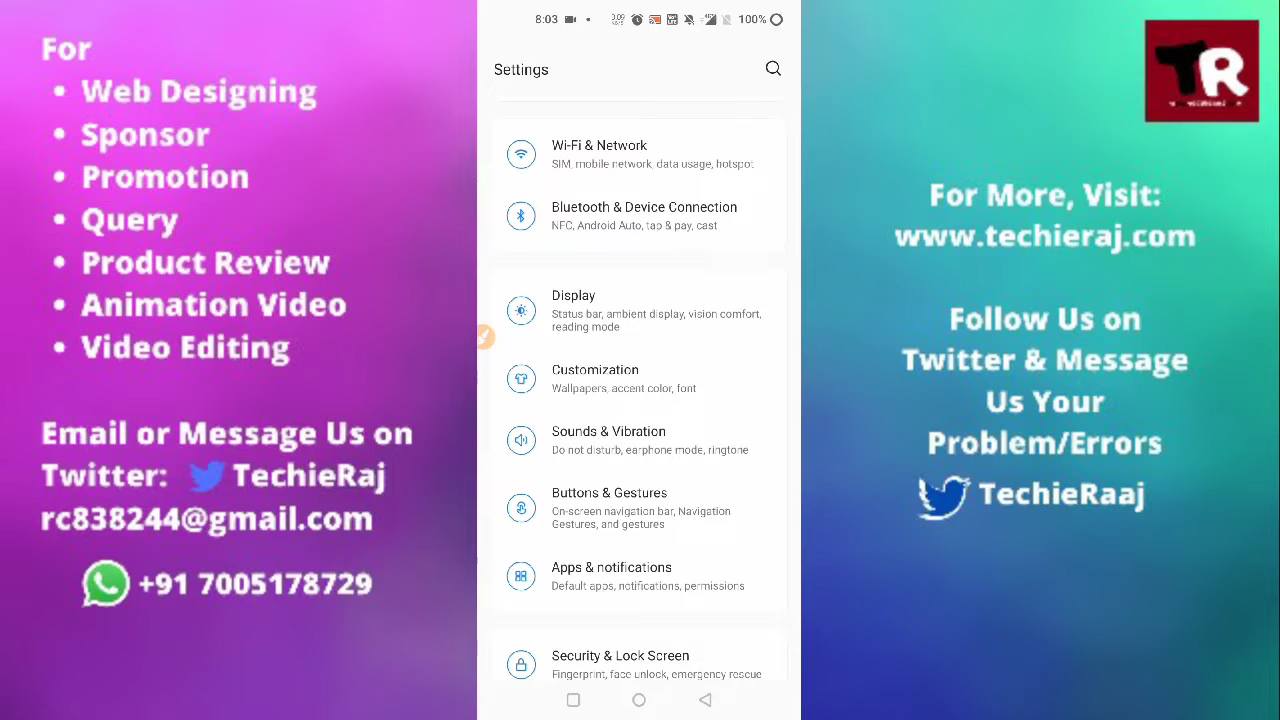 For
• Web Designing
• Sponsor
• Promotion
• Query
• Product Review
• Animation Video
• Video Editing
Email or Message Us on
Twitter: TechieRaj
rc838244@gmail.com
+91 7005178729
8:03
100%
Settings
Wi-Fi & Network
SIM, mobile network, data usage, hotspot
Bluetooth & Device Connection
NFC, Android Auto, tap & pay, cast
Display
Status bar, ambient display, vision comfort,
reading mode
Customization
Wallpapers, accent color, font
Sounds & Vibration
Do not disturb, earphone mode, ringtone
Buttons & Gestures
On-screen navigation bar, Navigation
Gestures, and gestures
Apps & notifications
Default apps, notifications, permissions
Security & Lock Screen
Fingerprint, face unlock, emergency rescue
TR
For More, Visit:
www.techieraj.com
Follow Us on
Twitter & Message
Us Your
Problem/Errors
TechieRaaj